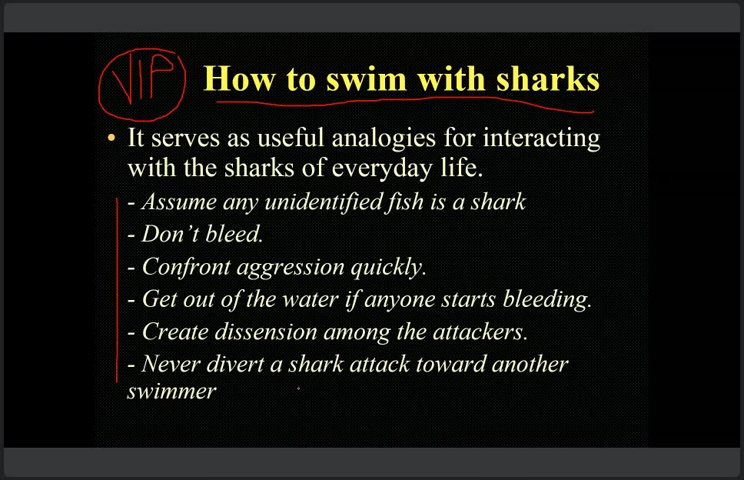 VIP
How to swim with sharks
• It serves as useful analogies for interacting
with the sharks of everyday life.
- Assume any unidentified fish is a shark
- Don't bleed.
- Confront aggression quickly.
- Get out of the water if anyone starts bleeding.
- Create dissension among the attackers.
- Never divert a shark attack toward another
swimmer